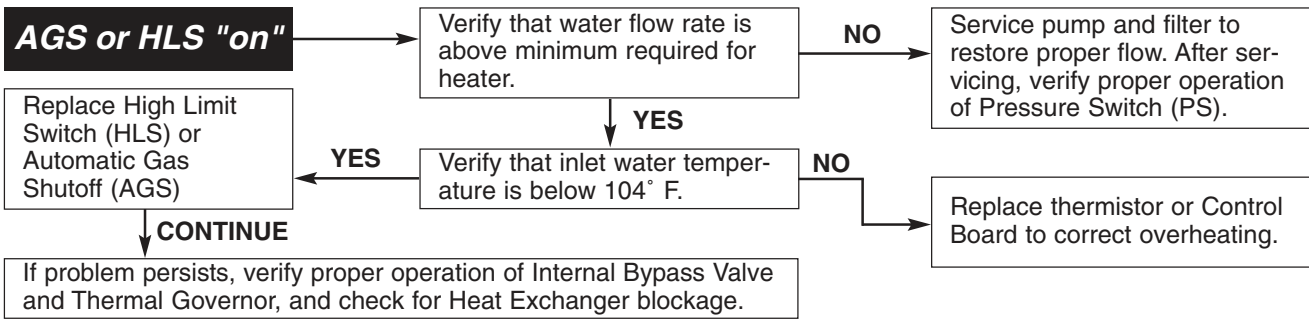 AGS or HLS "on"
Verify that water flow rate is
above minimum required for
heater.
NO
Service pump and filter to
restore proper flow. After ser-
vicing, verify proper operation
of Pressure Switch (PS).
YES
Verify that inlet water temper-
ature is below 104˚ F.
NO
Replace thermistor or Control
Board to correct overheating.
YES
Replace High Limit
Switch (HLS) or
Automatic Gas
Shutoff (AGS)
CONTINUE
If problem persists, verify proper operation of Internal Bypass Valve
and Thermal Governor, and check for Heat Exchanger blockage.